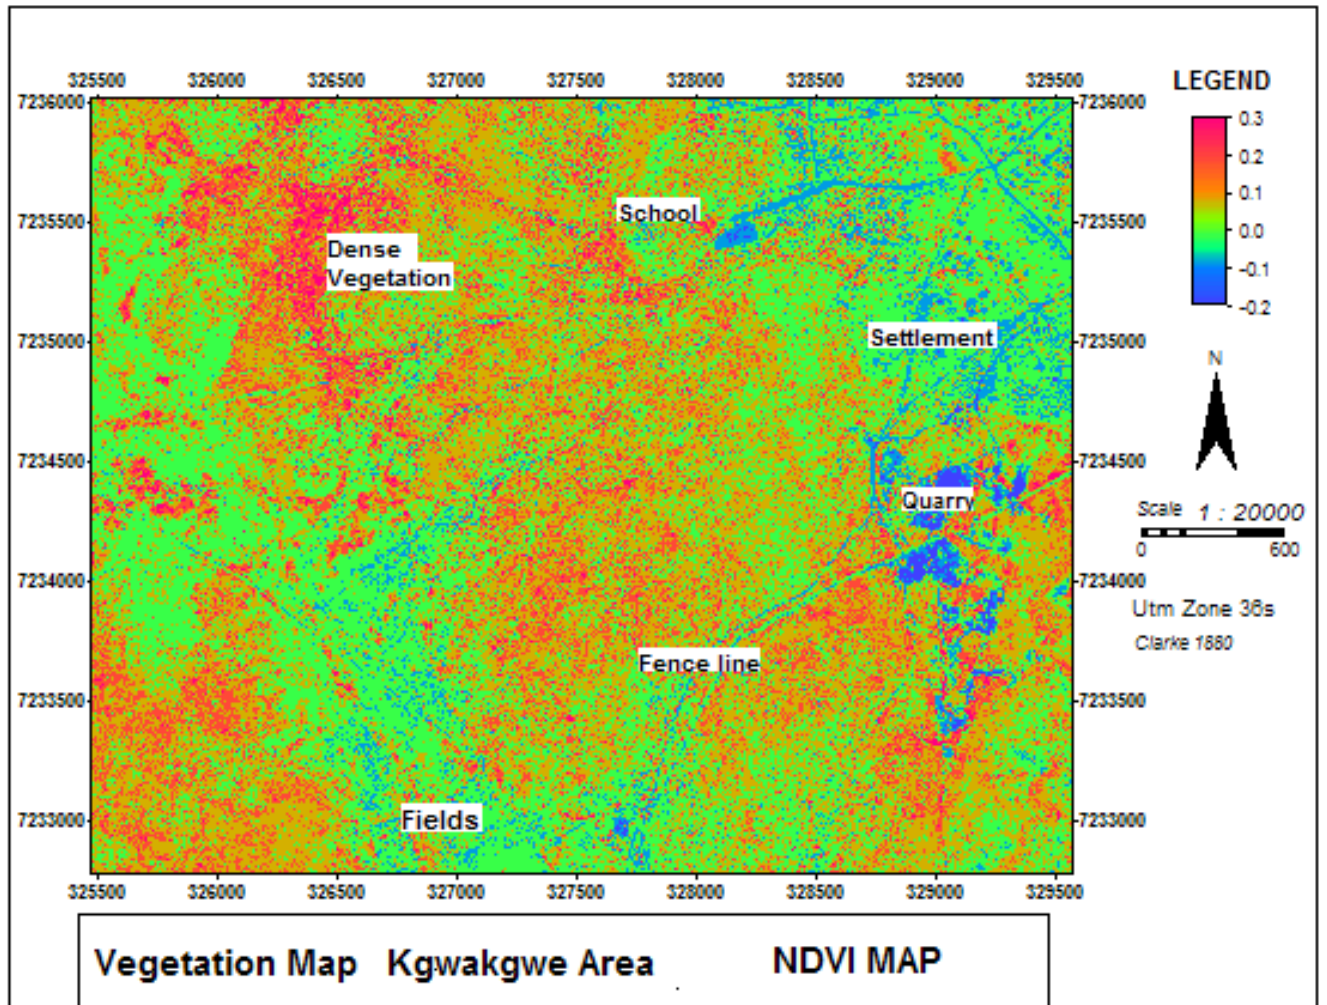 325500 326000 326500 327000 327500 328000 328500 329000 329500
LEGEND
7236000 7236000
0.3
0.2
0.1
0.0
-0.1
-0.2
School
7235500 7235500
Dense
Vegetation
Settlement
7235000 7235000
N
7234500 7234500
Quarry
Scale 1 : 20000
0 600
7234000 7234000
Utm Zone 36s
Clarke 1880
Fence line
7233500 7233500
Fields
7233000 7233000
325500 326000 326500 327000 327500 328000 328500 329000 329500
Vegetation Map Kgwakgwe Area NDVI MAP